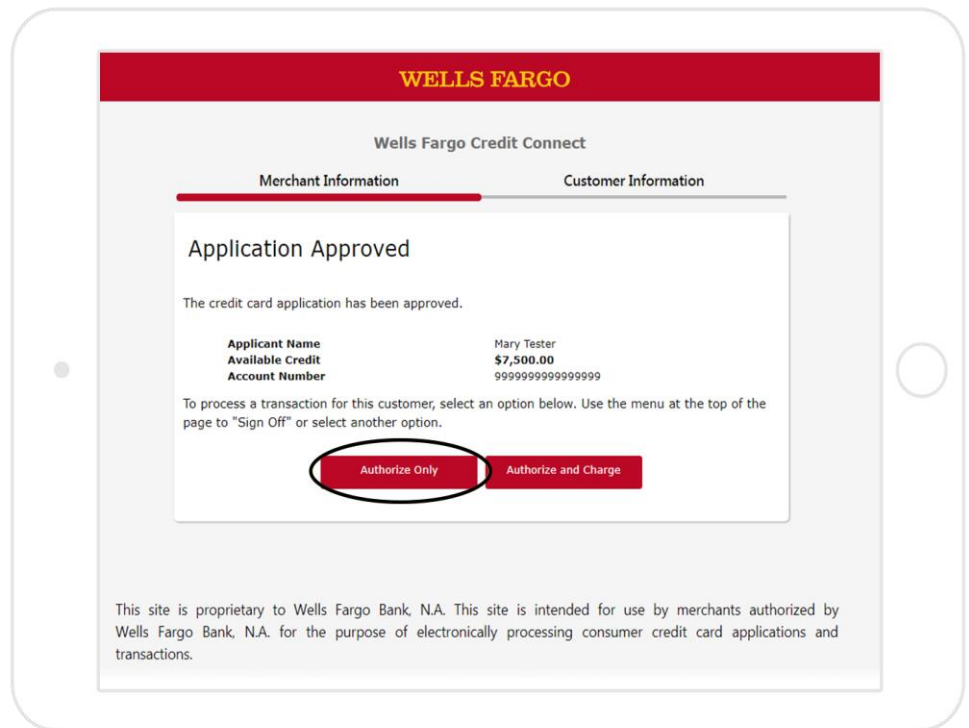 WELLS FARGO
Wells Fargo Credit Connect
Merchant Information Customer Information
Application Approved
The credit card application has been approved.
Applicant Name Mary Tester
Available Credit $7,500.00
Account Number 9999999999999999
To process a transaction for this customer, select an option below. Use the menu at the top of the
page to "Sign Off" or select another option.
Authorize Only Authorize and Charge
This site is proprietary to Wells Fargo Bank, N.A. This site is intended for use by merchants authorized by
Wells Fargo Bank, N.A. for the purpose of electronically processing consumer credit card applications and
transactions.